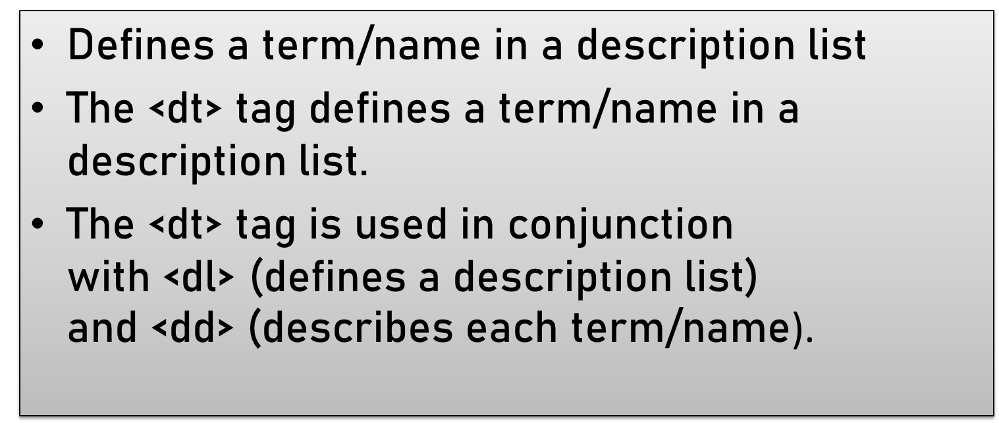 • Defines a term/name in a description list
• The <dt> tag defines a term/name in a
description list.
• The <dt> tag is used in conjunction
with <dl> (defines a description list)
and <dd> (describes each term/name).